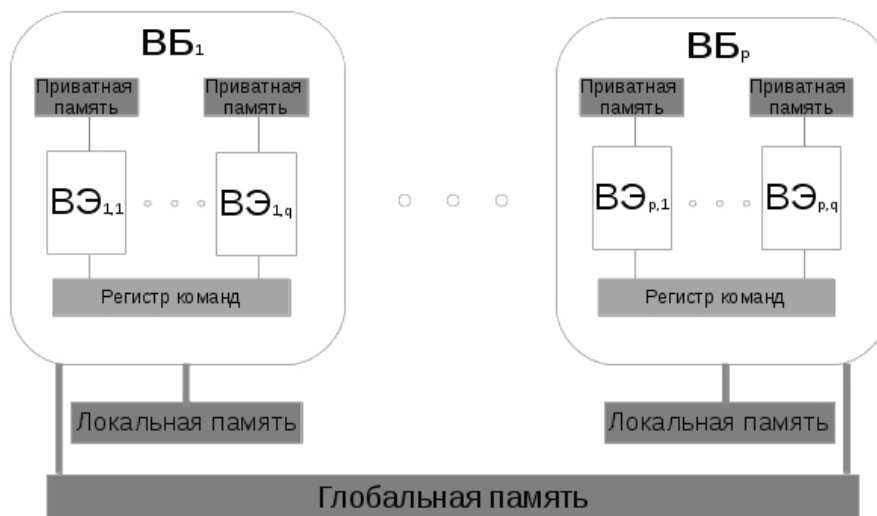 ВБ₁
ВБₚ
Приватная память
Приватная память
Приватная память
Приватная память
ВЭ₁,₁
ВЭ₁,q
ВЭp,1
ВЭp,q
Регистр команд
Регистр команд
Локальная память
Локальная память
Глобальная память